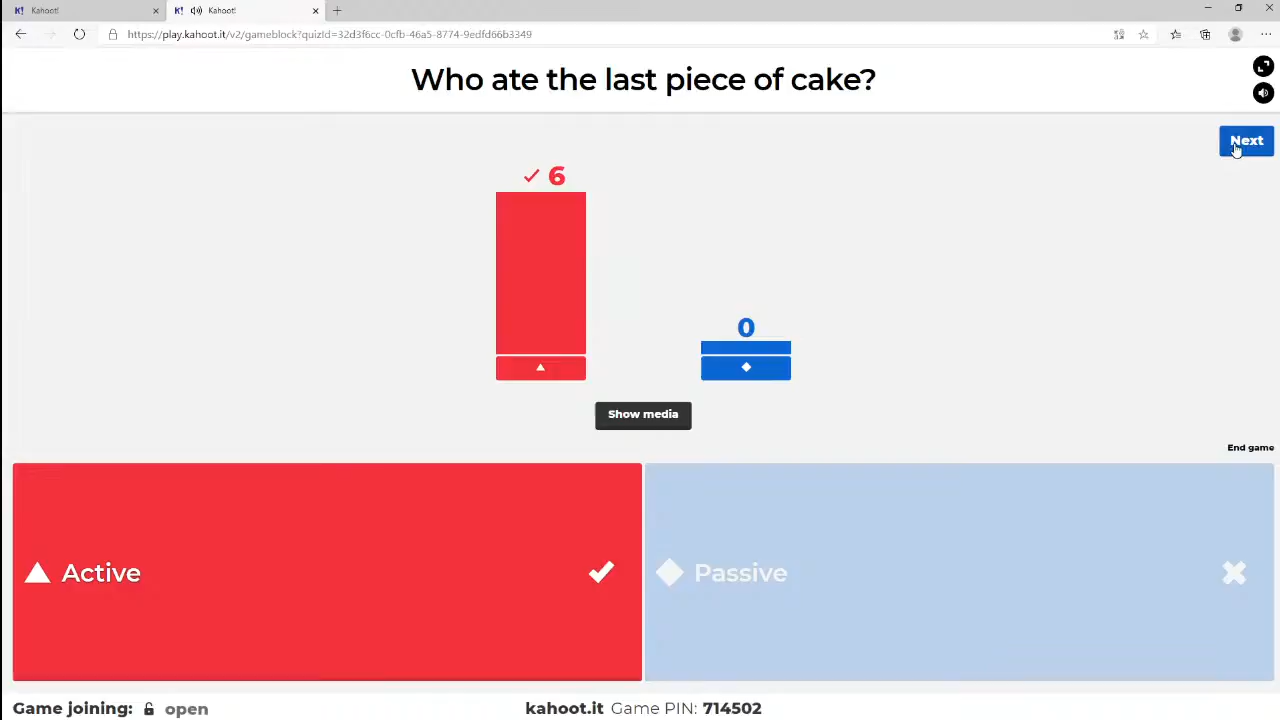 Kahoot!
Kahoot!
https://play.kahoot.it/v2/gameblock?quizId=32d3f6cc-0cfb-46a5-8774-9edfd66b3349
Who ate the last piece of cake?
Next
6
0
Show media
End game
Active
Passive
Game joining: open
kahoot.it Game PIN: 714502